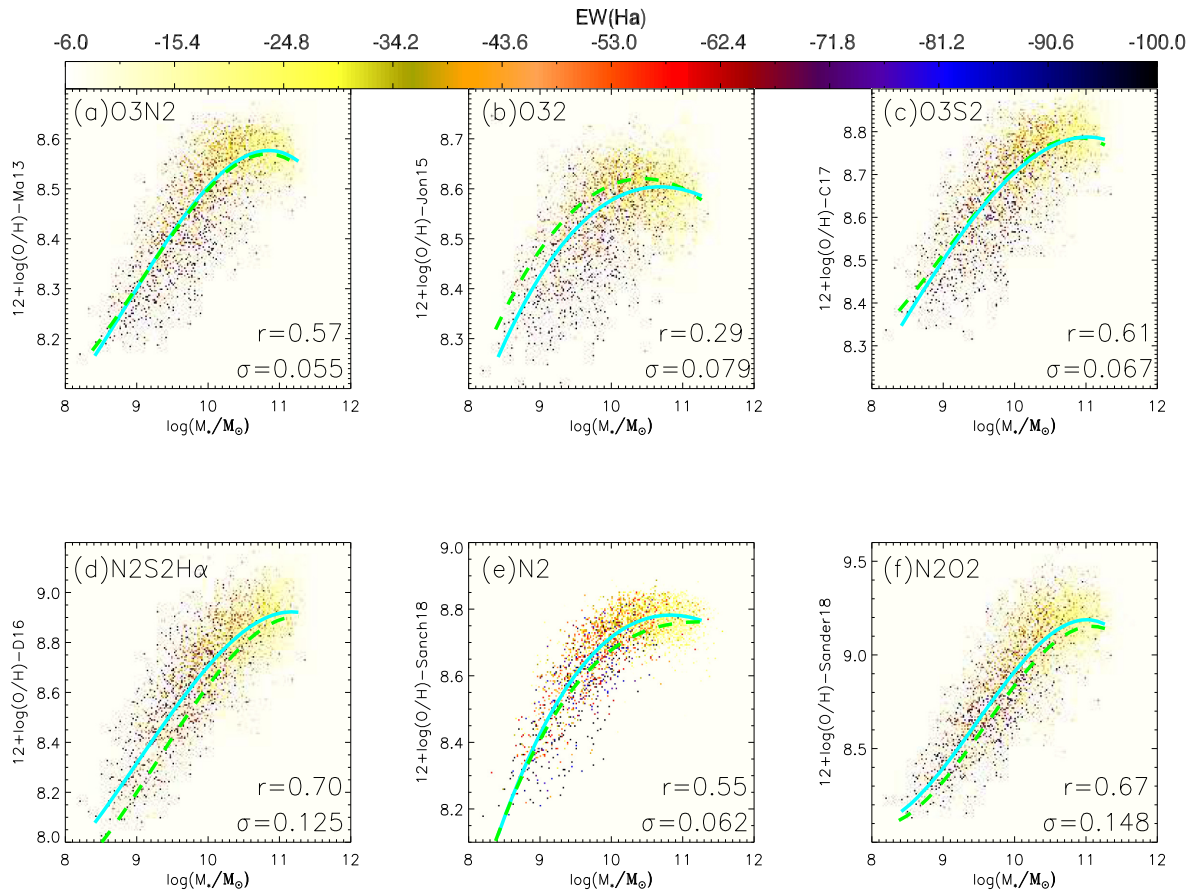 EW(Ha)
-6.0 -15.4 -24.8 -34.2 -43.6 -53.0 -62.4 -71.8 -81.2 -90.6 -100.0
(a)O3N2
12+log(O/H)-Ma13
8.6
8.5
8.4
8.3
8.2
r=0.57
σ=0.055
8 9 10 11 12
log(M⋆/M⊙)
(b)O32
12+log(O/H)-Jon15
8.7
8.6
8.5
8.4
8.3
8.2
r=0.29
σ=0.079
8 9 10 11 12
log(M⋆/M⊙)
(c)O3S2
12+log(O/H)-C17
8.8
8.7
8.6
8.5
8.4
8.3
r=0.61
σ=0.067
8 9 10 11 12
log(M⋆/M⊙)
(d)N2S2Hα
12+log(O/H)-D16
9.0
8.8
8.6
8.4
8.2
8.0
r=0.70
σ=0.125
8 9 10 11 12
log(M⋆/M⊙)
(e)N2
12+log(O/H)-Sanch18
9.0
8.8
8.6
8.4
8.2
r=0.55
σ=0.062
8 9 10 11 12
log(M⋆/M⊙)
(f)N2O2
12+log(O/H)-Sander18
9.5
9.0
8.5
r=0.67
σ=0.148
8 9 10 11 12
log(M⋆/M⊙)